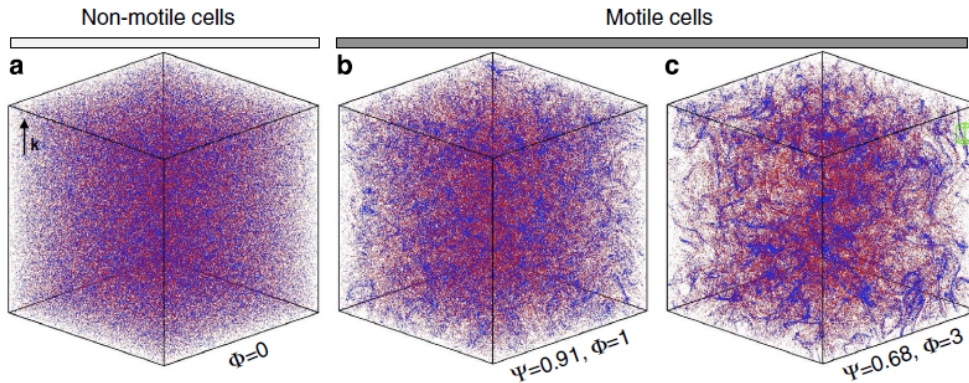 Non-motile cells
Motile cells
a
b
c
k
Φ=0
Ψ=0.91, Φ=1
Ψ=0.68, Φ=3